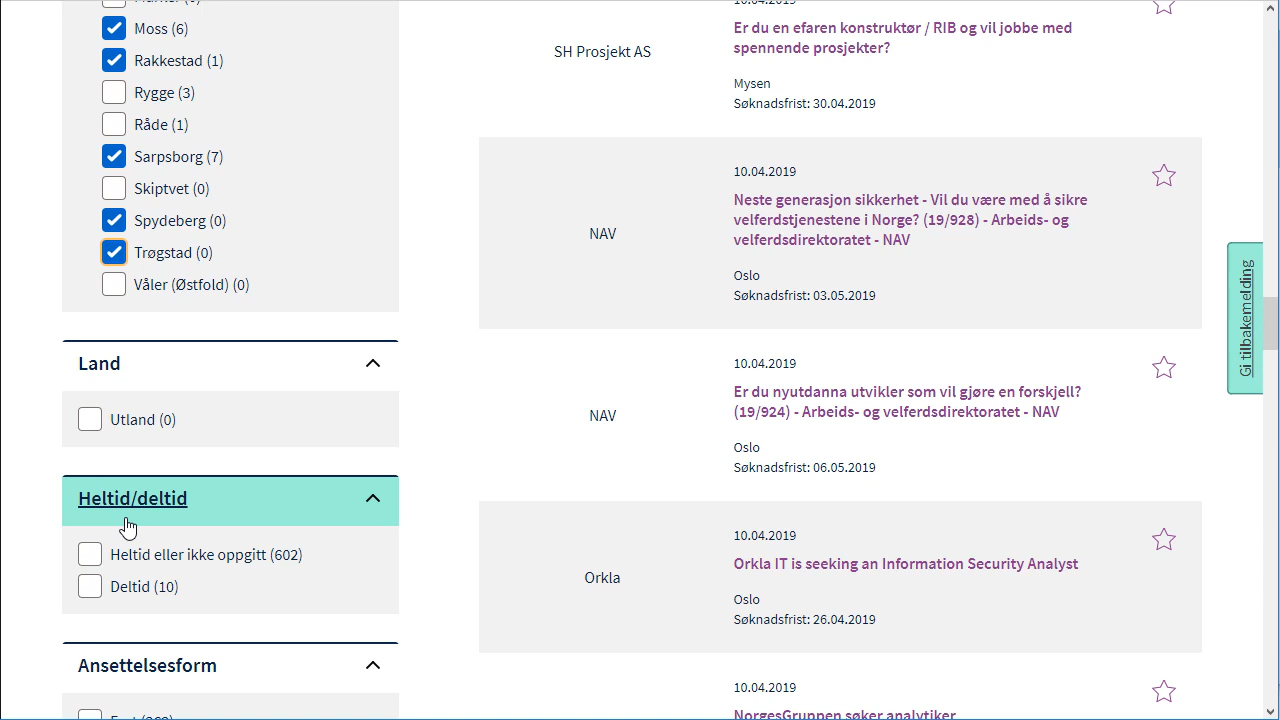 Moss (6)
Rakkestad (1)
Rygge (3)
Råde (1)
Sarpsborg (7)
Skiptvet (0)
Spydeberg (0)
Trøgstad (0)
Våler (Østfold) (0)
Land
Utland (0)
Heltid/deltid
Heltid eller ikke oppgitt (602)
Deltid (10)
Ansettelsesform
SH Prosjekt AS
Er du en efaren konstruktør / RIB og vil jobbe med
spennende prosjekter?
Mysen
Søknadsfrist: 30.04.2019
NAV
10.04.2019
Neste generasjon sikkerhet - Vil du være med å sikre
velferdstjenestene i Norge? (19/928) - Arbeids- og
velferdsdirektoratet - NAV
Oslo
Søknadsfrist: 03.05.2019
NAV
10.04.2019
Er du nyutdanna utvikler som vil gjøre en forskjell?
(19/924) - Arbeids- og velferdsdirektoratet - NAV
Oslo
Søknadsfrist: 06.05.2019
Orkla
10.04.2019
Orkla IT is seeking an Information Security Analyst
Oslo
Søknadsfrist: 26.04.2019
10.04.2019
NorgesGruppen søker analytiker
Gi tilbakemelding